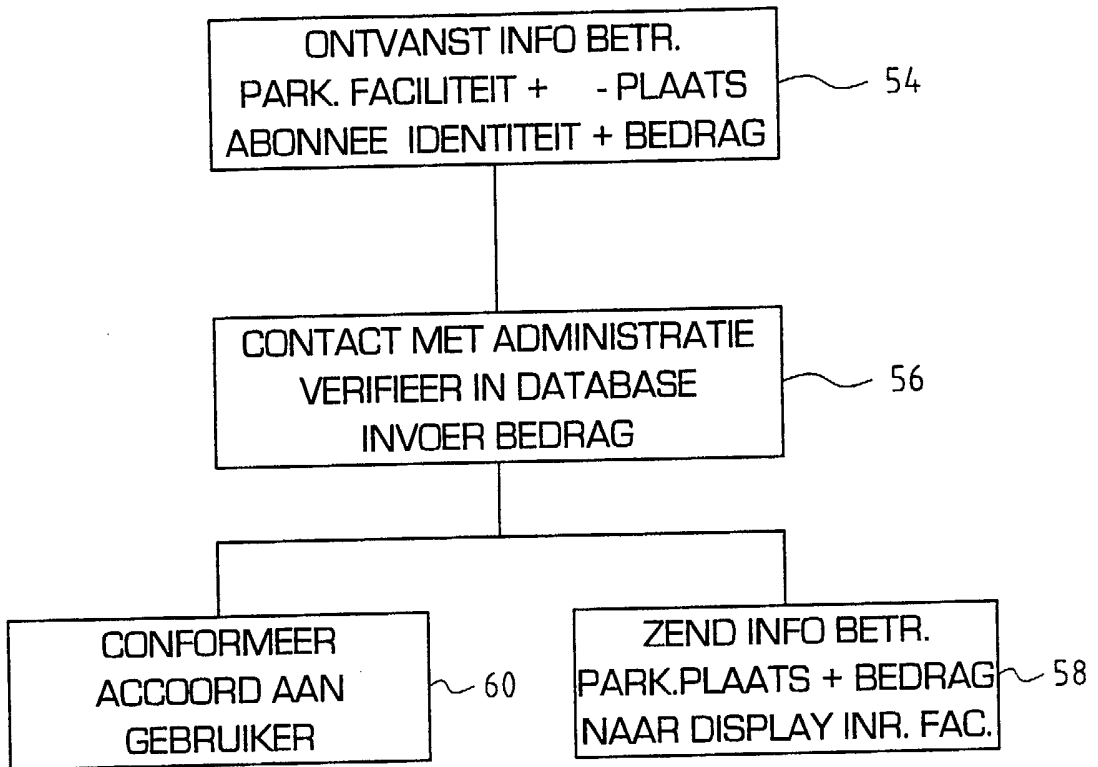 ONTVANST INFO BETR.
PARK. FACILITEIT + - PLAATS
ABONNEE IDENTITEIT + BEDRAG
54
CONTACT MET ADMINISTRATIE
VERIFIEER IN DATABASE
INVOER BEDRAG
56
CONFORMEER
ACCOORD AAN
GEBRUIKER
60
ZEND INFO BETR.
PARK.PLAATS + BEDRAG
NAAR DISPLAY INR. FAC.
58